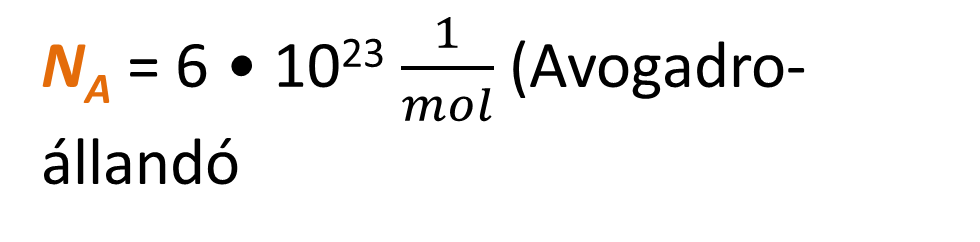 N_A = 6 • 10^23 1/mol (Avogadro-
állandó